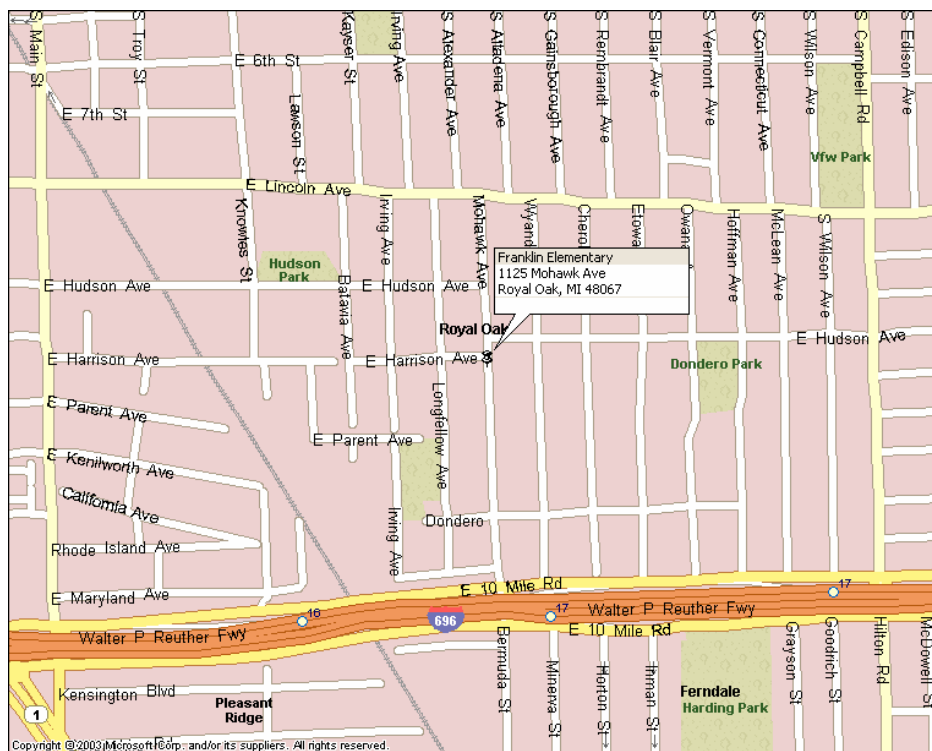 S Main St
S Troy St
Kayser St
Irving Ave
S Alexander Ave
S Altadena Ave
S Gainsborough Ave
S Rembrandt Ave
S Blair Ave
S Vermont Ave
S Connecticut Ave
S Wilson Ave
S Campbell Rd
S Edison Ave
E 6th St
E 7th St
Lawson St
Vfw Park
E Lincoln Ave
Knowles St
Irving Ave
Mohawk Ave
Wyand
Cherol
Etowa
Owana
Hoffman Ave
McLean Ave
S Wilson Ave
Hudson
Park
Franklin Elementary
1125 Mohawk Ave
Royal Oak, MI 48067
E Hudson Ave
E Hudson Ave
Batavia Ave
Royal Oak
E Hudson Ave
E Harrison Ave
E Harrison Ave
Dondero Park
Longfellow Ave
E Parent Ave
E Parent Ave
E Kenilworth Ave
California Ave
Irving Ave
Dondero
Rhode Island Ave
E 10 Mile Rd
E Maryland Ave
16
17
17
696
Walter P Reuther Fwy
Walter P Reuther Fwy
E 10 Mile Rd
Bermuda St
Minerva St
Horton St
Inman St
Grayson St
Goodrich St
Hilton Rd
McDowell St
Kensington Blvd
Pleasant
Ridge
Ferndale
Harding Park
1
Copyright © 2003 Microsoft Corp. and/or its suppliers. All rights reserved.